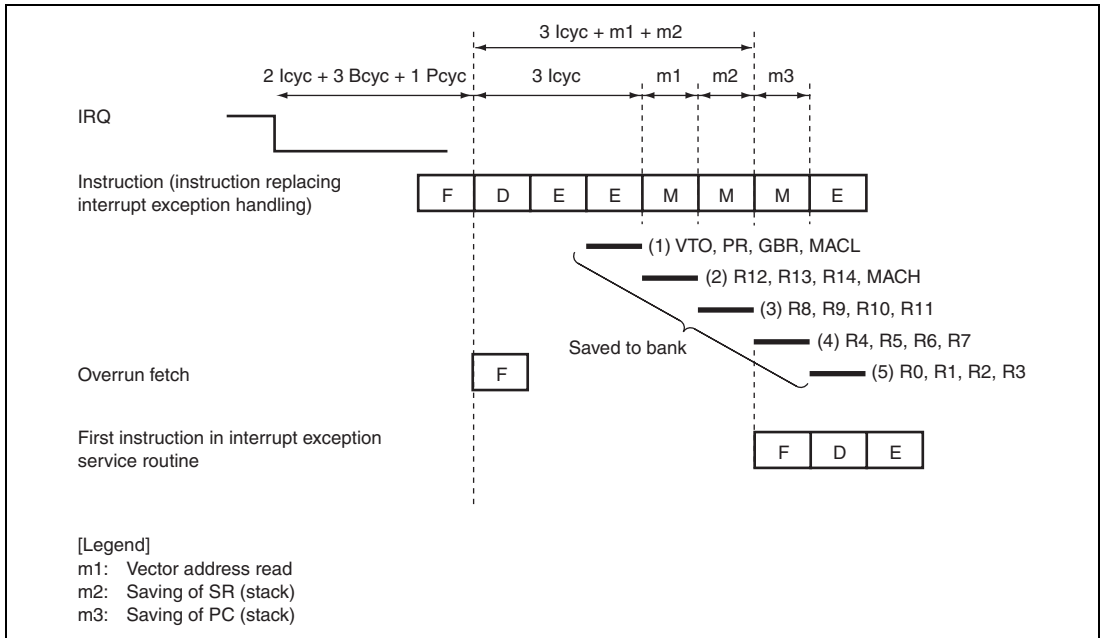 3 Icyc + m1 + m2
2 Icyc + 3 Bcyc + 1 Pcyc 3 Icyc m1 m2 m3
IRQ
Instruction (instruction replacing
interrupt exception handling)
F D E E M M M E
(1) VTO, PR, GBR, MACL
(2) R12, R13, R14, MACH
(3) R8, R9, R10, R11
(4) R4, R5, R6, R7
Saved to bank
(5) R0, R1, R2, R3
Overrun fetch
F
First instruction in interrupt exception
service routine
F D E
[Legend]
m1: Vector address read
m2: Saving of SR (stack)
m3: Saving of PC (stack)